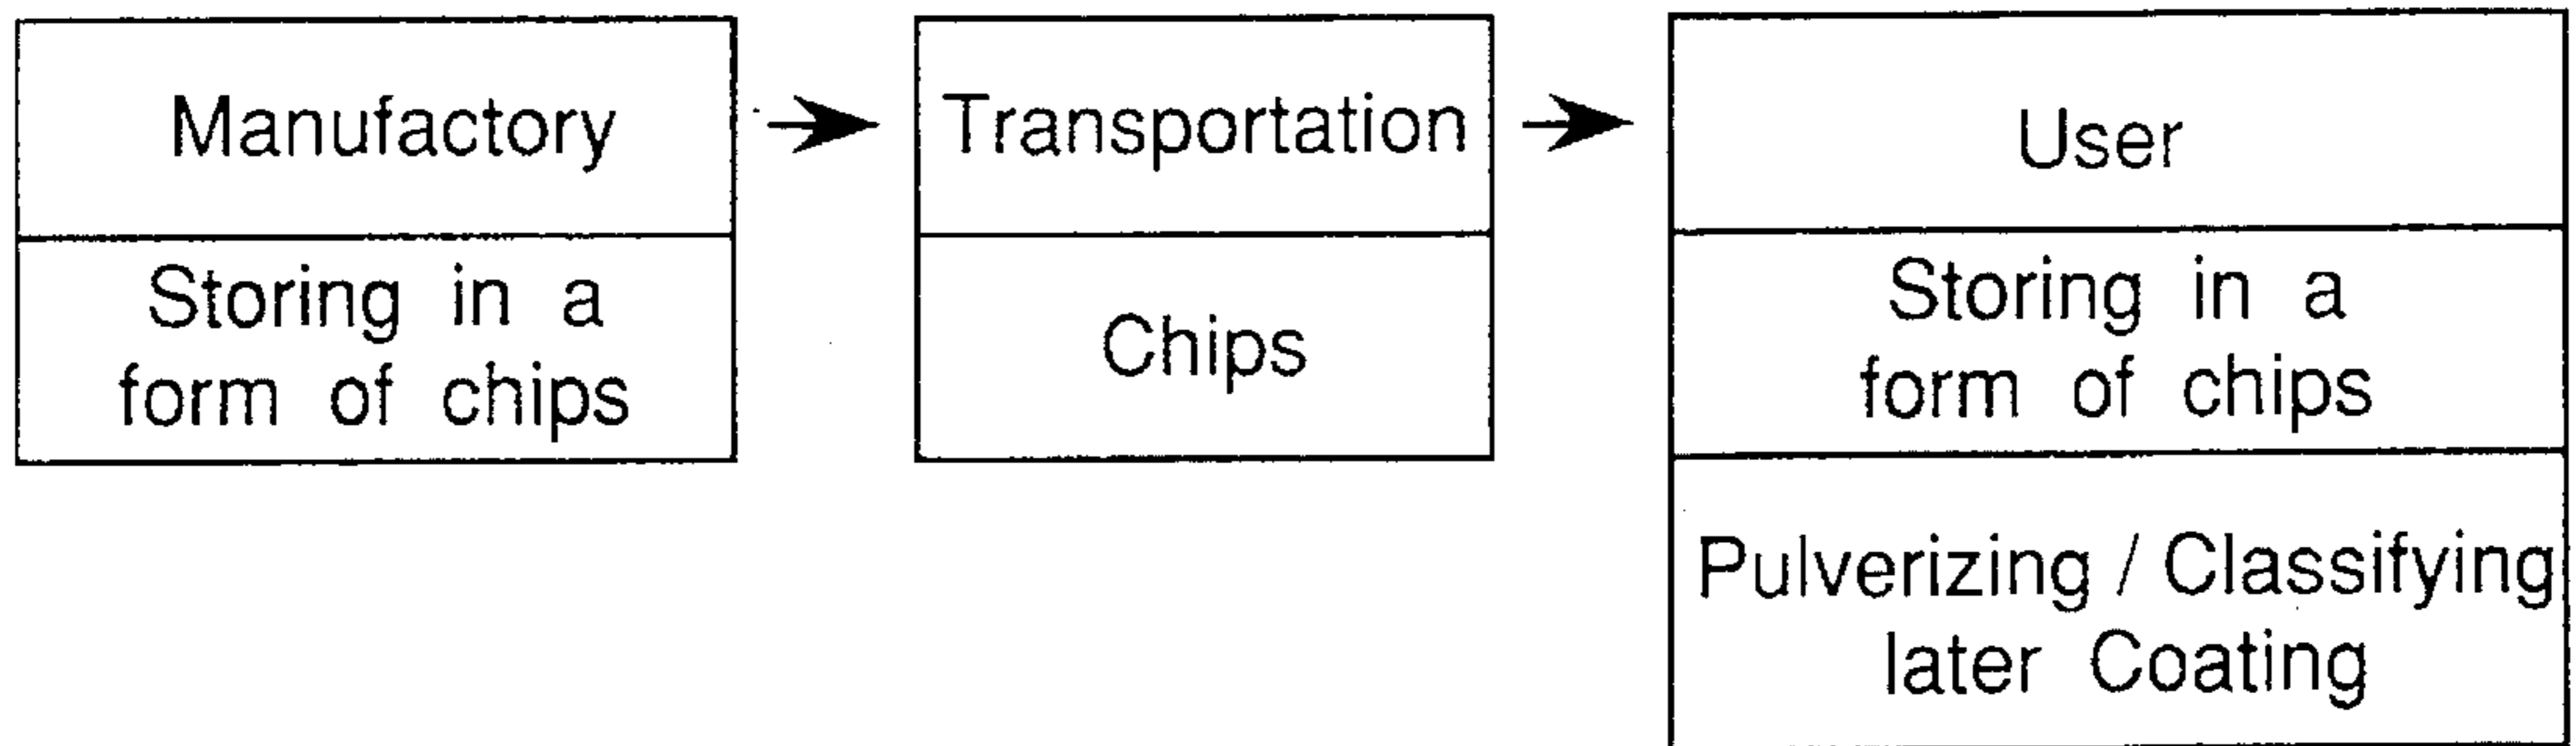 Manufactory
Storing in a
form of chips
Transportation
Chips
User
Storing in a
form of chips
Pulverizing / Classifying
later Coating